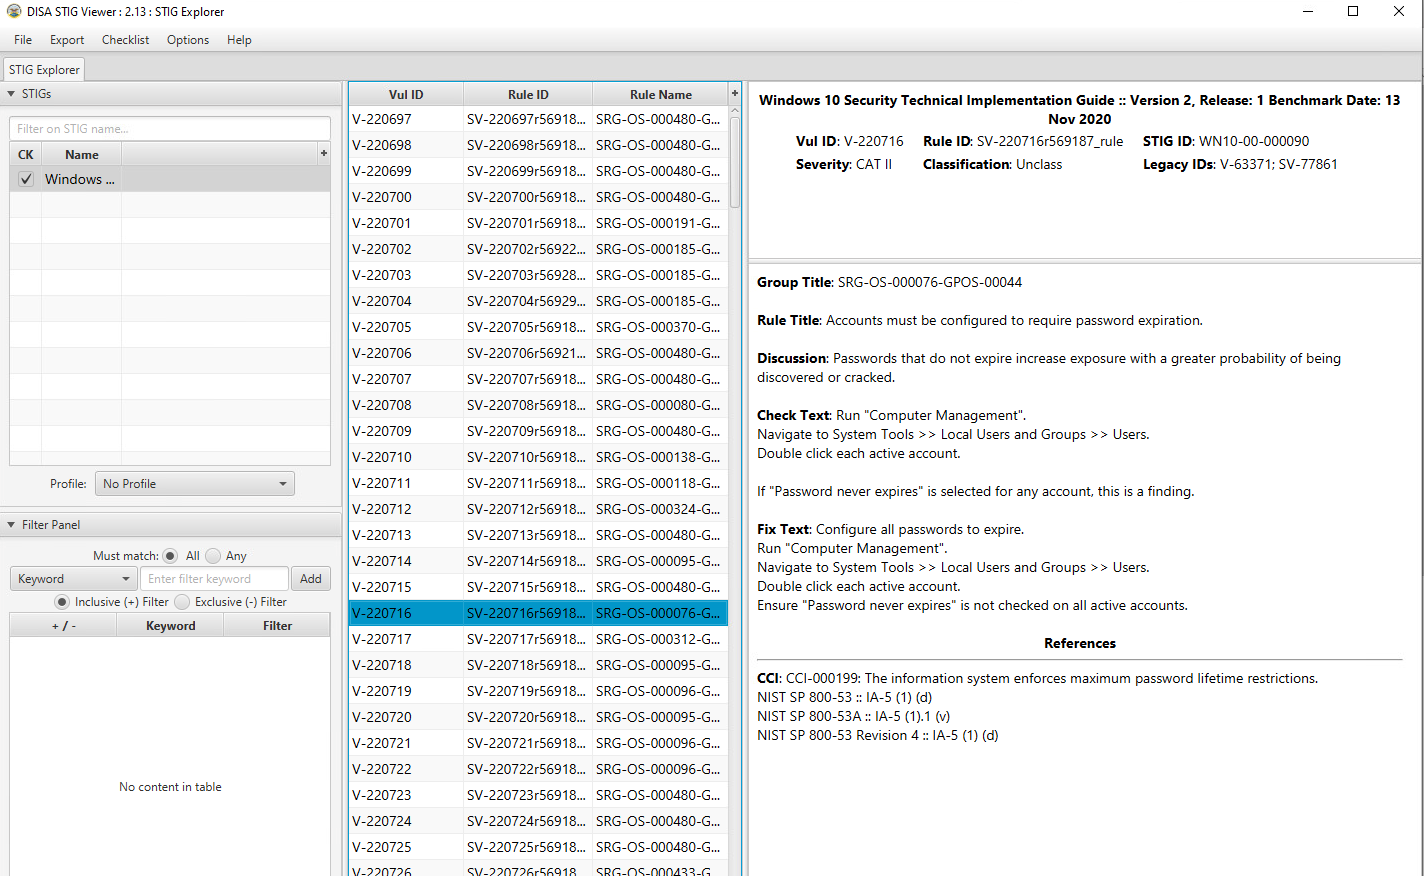 DISA STIG Viewer : 2.13 : STIG Explorer
File Export Checklist Options Help
STIG Explorer
STIGs
Filter on STIG name...
CK Name +
Windows ...
Profile: No Profile
Filter Panel
Must match: All Any
Keyword Enter filter keyword Add
Inclusive (+) Filter Exclusive (-) Filter
+ / - Keyword Filter
No content in table
Vul ID Rule ID Rule Name +
V-220697 SV-220697r56918... SRG-OS-000480-G...
V-220698 SV-220698r56918... SRG-OS-000480-G...
V-220699 SV-220699r56918... SRG-OS-000480-G...
V-220700 SV-220700r56918... SRG-OS-000480-G...
V-220701 SV-220701r56918... SRG-OS-000191-G...
V-220702 SV-220702r56922... SRG-OS-000185-G...
V-220703 SV-220703r56928... SRG-OS-000185-G...
V-220704 SV-220704r56929... SRG-OS-000185-G...
V-220705 SV-220705r56918... SRG-OS-000370-G...
V-220706 SV-220706r56921... SRG-OS-000480-G...
V-220707 SV-220707r56918... SRG-OS-000480-G...
V-220708 SV-220708r56918... SRG-OS-000080-G...
V-220709 SV-220709r56918... SRG-OS-000480-G...
V-220710 SV-220710r56918... SRG-OS-000138-G...
V-220711 SV-220711r56918... SRG-OS-000118-G...
V-220712 SV-220712r56918... SRG-OS-000324-G...
V-220713 SV-220713r56918... SRG-OS-000480-G...
V-220714 SV-220714r56918... SRG-OS-000095-G...
V-220715 SV-220715r56918... SRG-OS-000480-G...
V-220716 SV-220716r56918... SRG-OS-000076-G...
V-220717 SV-220717r56918... SRG-OS-000312-G...
V-220718 SV-220718r56918... SRG-OS-000095-G...
V-220719 SV-220719r56918... SRG-OS-000096-G...
V-220720 SV-220720r56918... SRG-OS-000095-G...
V-220721 SV-220721r56918... SRG-OS-000096-G...
V-220722 SV-220722r56918... SRG-OS-000096-G...
V-220723 SV-220723r56918... SRG-OS-000480-G...
V-220724 SV-220724r56918... SRG-OS-000480-G...
V-220725 SV-220725r56918... SRG-OS-000480-G...
V-220726 SV-220726r56918... SRG-OS-000433-G...
Windows 10 Security Technical Implementation Guide :: Version 2, Release: 1 Benchmark Date: 13
Nov 2020
Vul ID: V-220716 Rule ID: SV-220716r569187_rule STIG ID: WN10-00-000090
Severity: CAT II Classification: Unclass Legacy IDs: V-63371; SV-77861
Group Title: SRG-OS-000076-GPOS-00044
Rule Title: Accounts must be configured to require password expiration.
Discussion: Passwords that do not expire increase exposure with a greater probability of being
discovered or cracked.
Check Text: Run "Computer Management".
Navigate to System Tools >> Local Users and Groups >> Users.
Double click each active account.
If "Password never expires" is selected for any account, this is a finding.
Fix Text: Configure all passwords to expire.
Run "Computer Management".
Navigate to System Tools >> Local Users and Groups >> Users.
Double click each active account.
Ensure "Password never expires" is not checked on all active accounts.
References
CCI: CCI-000199: The information system enforces maximum password lifetime restrictions.
NIST SP 800-53 :: IA-5 (1) (d)
NIST SP 800-53A :: IA-5 (1).1 (v)
NIST SP 800-53 Revision 4 :: IA-5 (1) (d)